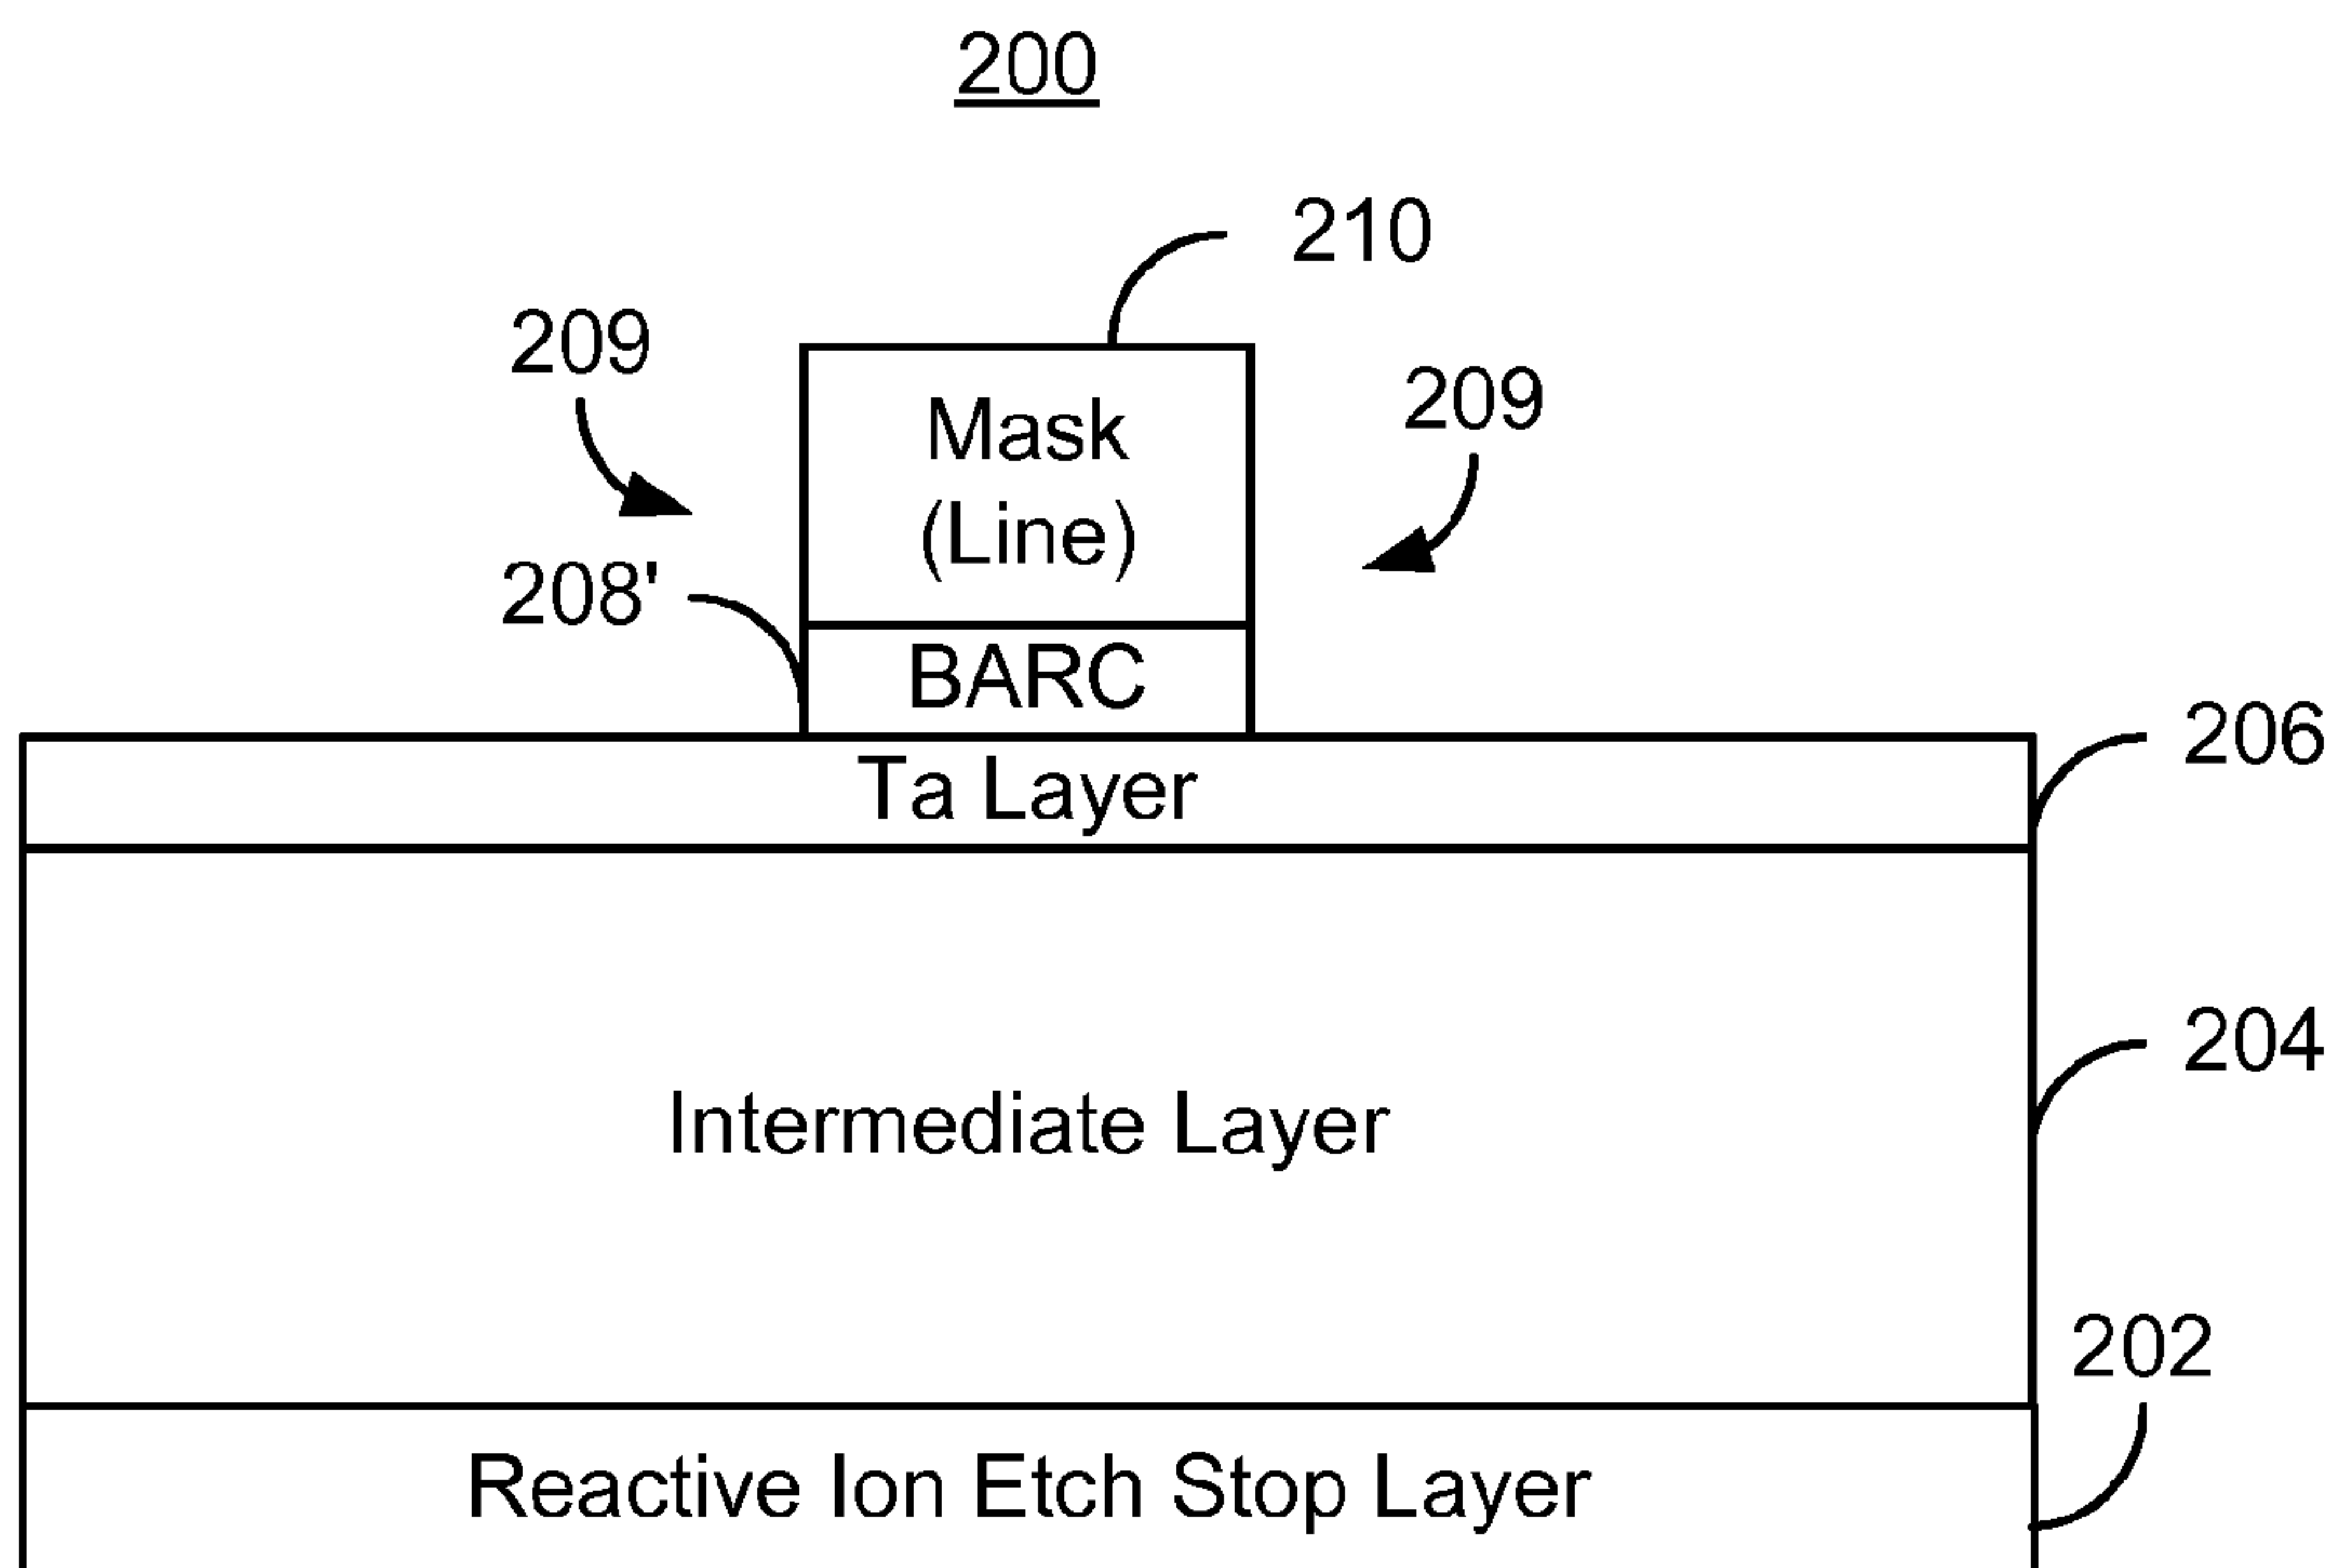 200
210
209
209
Mask
(Line)
208'
BARC
206
Ta Layer
204
Intermediate Layer
202
Reactive Ion Etch Stop Layer